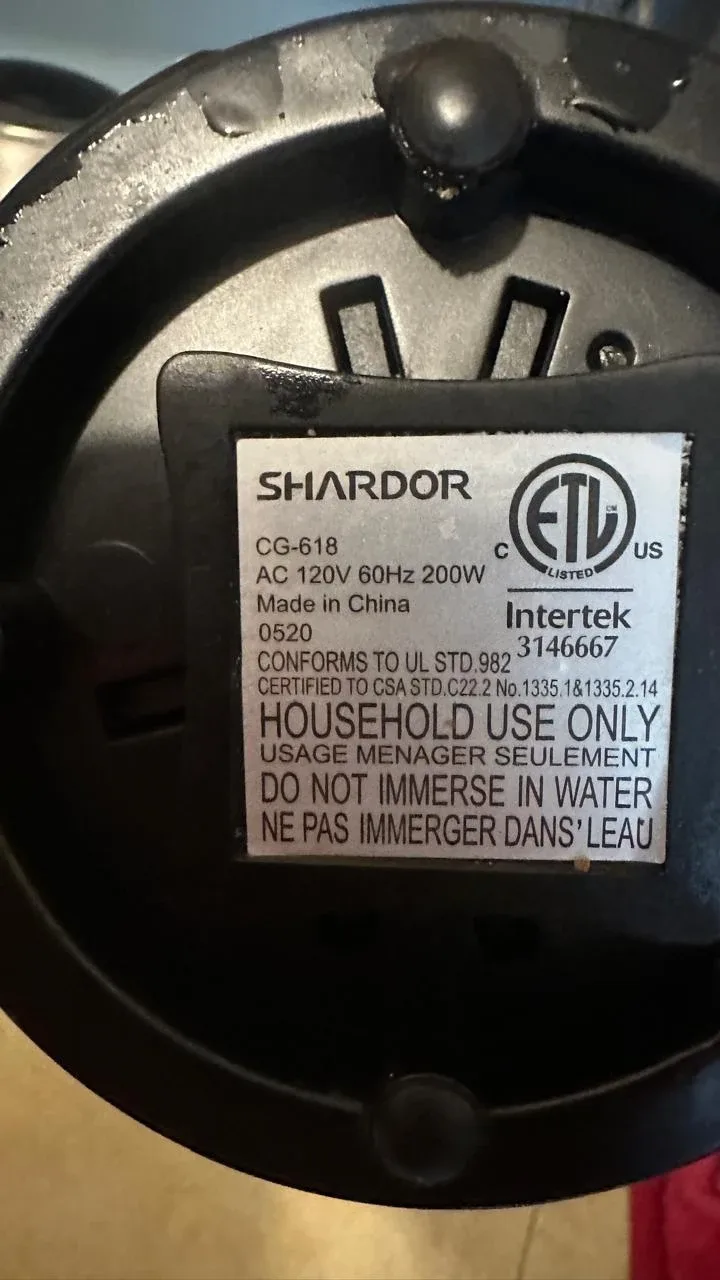 SHARDOR
CG-618
AC 120V 60Hz 200W
Made in China
0520
C ETL US
LISTED
Intertek
3146667
CONFORMS TO UL STD.982
CERTIFIED TO CSA STD.C22.2 No.1335.1&1335.2.14
HOUSEHOLD USE ONLY
USAGE MENAGER SEULEMENT
DO NOT IMMERSE IN WATER
NE PAS IMMERGER DANS'LEAU